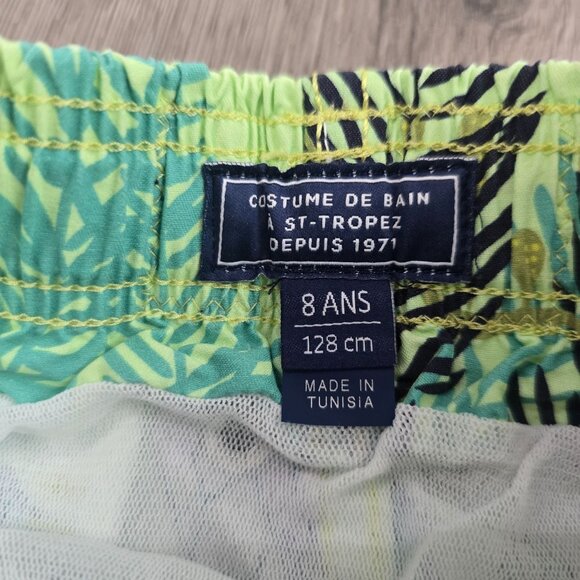 COSTUME DE BAIN
À ST-TROPEZ
DEPUIS 1971
8 ANS
128 cm
MADE IN
TUNISIA